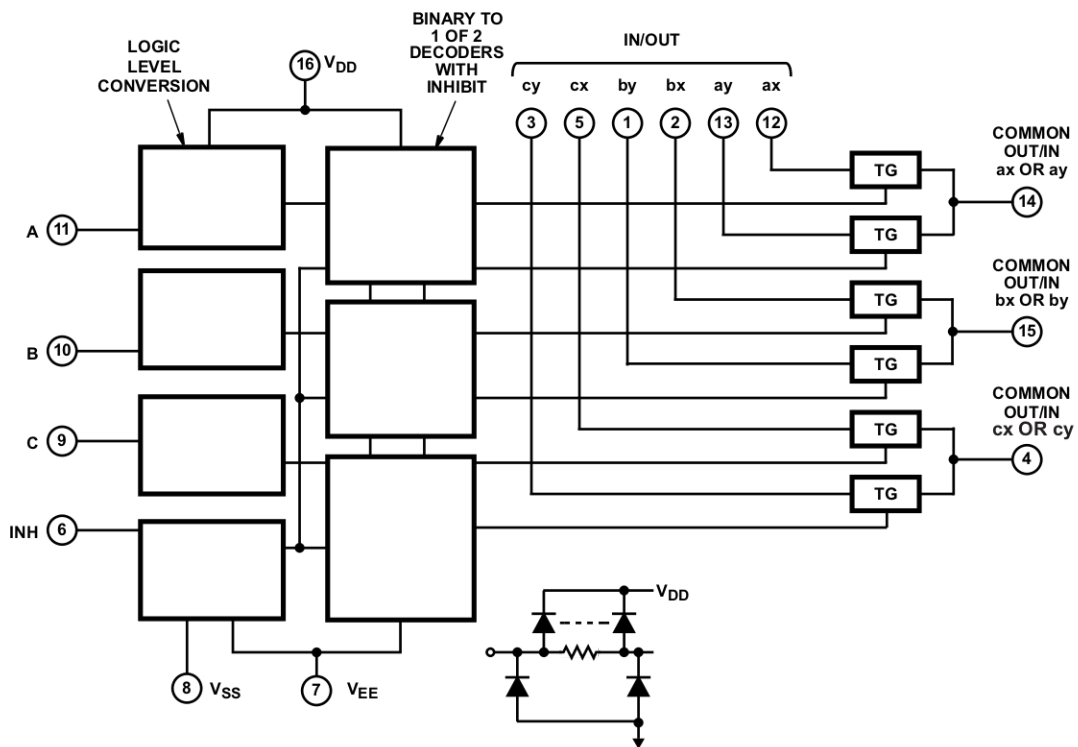 LOGIC
LEVEL
CONVERSION
16 VDD
BINARY TO
1 OF 2
DECODERS
WITH
INHIBIT
IN/OUT
cy cx by bx ay ax
3 5 1 2 13 12
COMMON
OUT/IN
ax OR ay
14
TG
TG
A 11
COMMON
OUT/IN
bx OR by
15
TG
TG
B 10
COMMON
OUT/IN
cx OR cy
4
TG
TG
C 9
INH 6
8 VSS
7 VEE
VDD